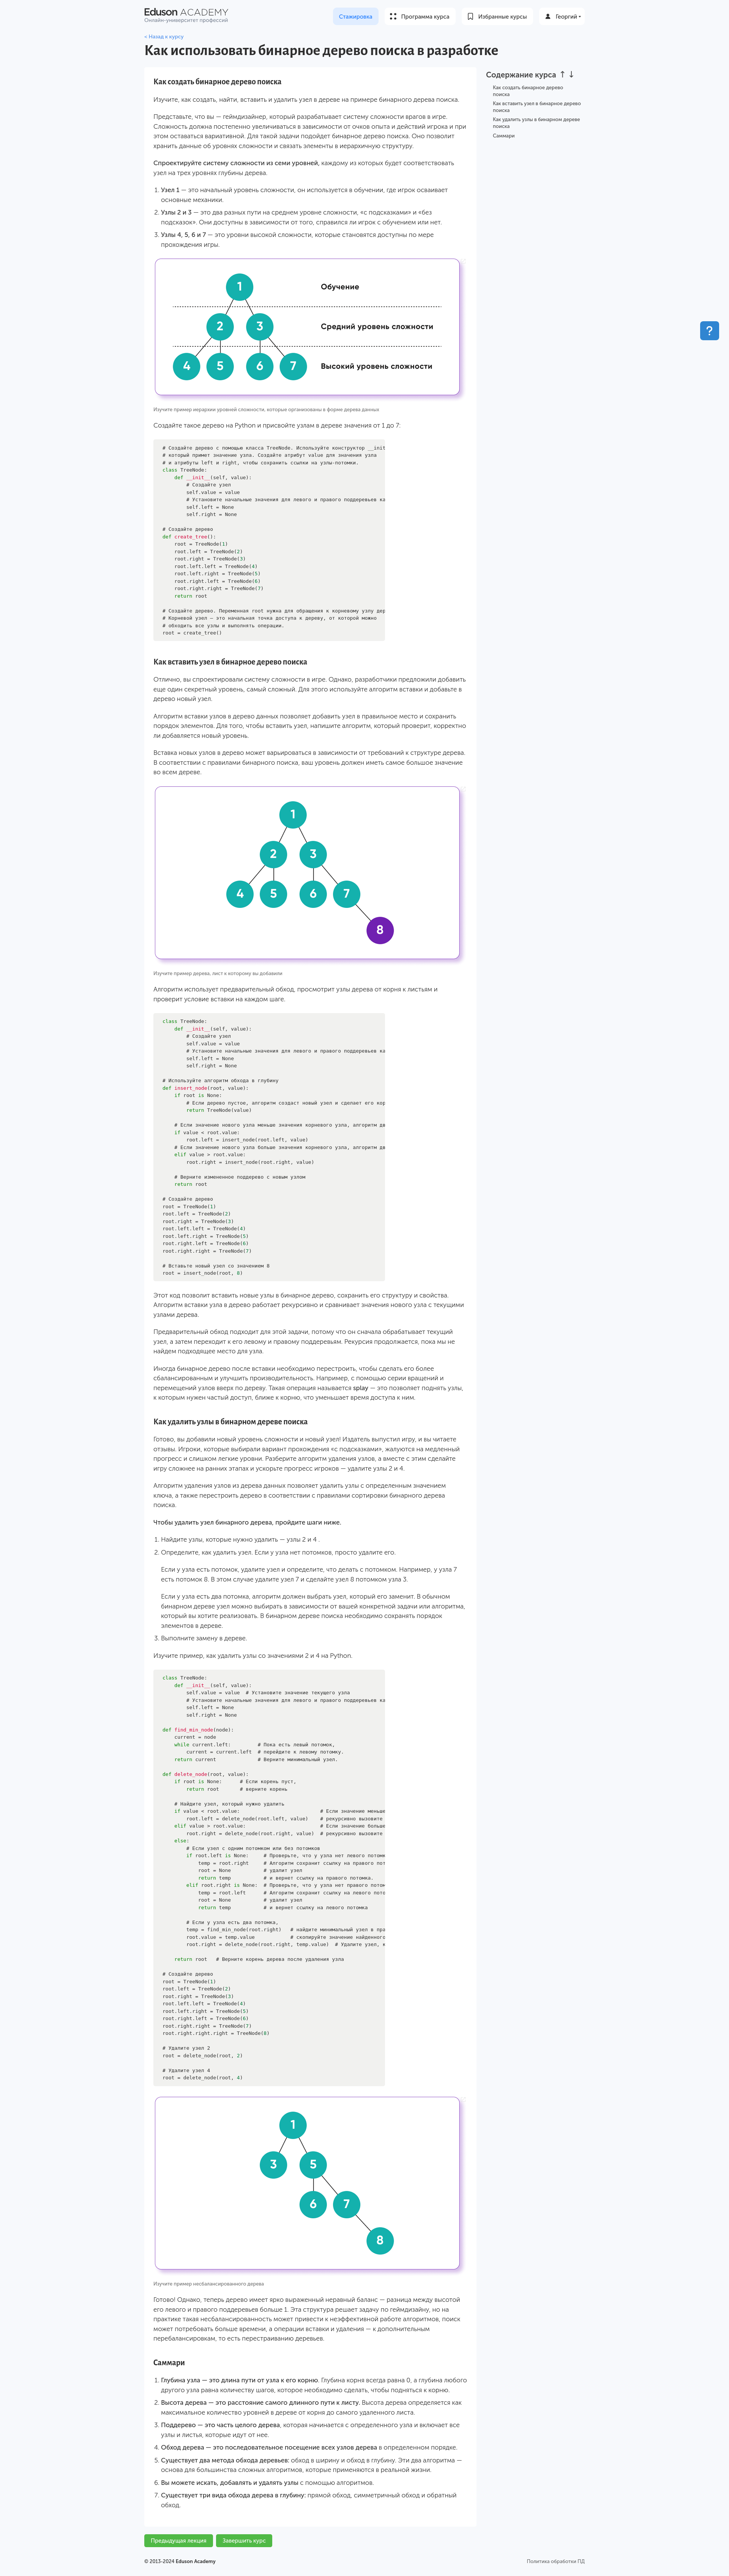 Eduson ACADEMY
Онлайн-университет профессий
Стажировка
Программа курса
Избранные курсы
Георгий
< Назад к курсу
Как использовать бинарное дерево поиска в разработке
Содержание курса ↑ ↓
Как создать бинарное дерево
поиска
Как вставить узел в бинарное дерево
поиска
Как удалить узлы в бинарном дереве
поиска
Саммари
?
Как создать бинарное дерево поиска
Изучите, как создать, найти, вставить и удалить узел в дереве на примере бинарного дерева поиска.
Представьте, что вы — геймдизайнер, который разрабатывает систему сложности врагов в игре.
Сложность должна постепенно увеличиваться в зависимости от очков опыта и действий игрока и при
этом оставаться вариативной. Для такой задачи подойдет бинарное дерево поиска. Оно позволит
хранить данные об уровнях сложности и связать элементы в иерархичную структуру.
Спроектируйте систему сложности из семи уровней, каждому из которых будет соответствовать
узел на трех уровнях глубины дерева.
1. Узел 1 — это начальный уровень сложности, он используется в обучении, где игрок осваивает
основные механики.
2. Узлы 2 и 3 — это два разных пути на среднем уровне сложности, «с подсказками» и «без
подсказок». Они доступны в зависимости от того, справился ли игрок с обучением или нет.
3. Узлы 4, 5, 6 и 7 — это уровни высокой сложности, которые становятся доступны по мере
прохождения игры.
1
Обучение
2 3
Средний уровень сложности
4 5 6 7
Высокий уровень сложности
Изучите пример иерархии уровней сложности, которые организованы в форме дерева данных
Создайте такое дерево на Python и присвойте узлам в дереве значения от 1 до 7:
# Создайте дерево с помощью класса TreeNode. Используйте конструктор __init
# который примет значение узла. Создайте атрибут value для значения узла
# и атрибуты left и right, чтобы сохранить ссылки на узлы-потомки.
class TreeNode:
    def __init__(self, value):
        # Создайте узел
        self.value = value
        # Установите начальные значения для левого и правого поддеревьев ка
        self.left = None
        self.right = None
# Создайте дерево
def create_tree():
    root = TreeNode(1)
    root.left = TreeNode(2)
    root.right = TreeNode(3)
    root.left.left = TreeNode(4)
    root.left.right = TreeNode(5)
    root.right.left = TreeNode(6)
    root.right.right = TreeNode(7)
    return root
# Создайте дерево. Переменная root нужна для обращения к корневому узлу дер
# Корневой узел — это начальная точка доступа к дереву, от которой можно
# обходить все узлы и выполнять операции.
root = create_tree()
Как вставить узел в бинарное дерево поиска
Отлично, вы спроектировали систему сложности в игре. Однако, разработчики предложили добавить
еще один секретный уровень, самый сложный. Для этого используйте алгоритм вставки и добавьте в
дерево новый узел.
Алгоритм вставки узлов в дерево данных позволяет добавить узел в правильное место и сохранить
порядок элементов. Для того, чтобы вставить узел, напишите алгоритм, который проверит, корректно
ли добавляется новый уровень.
Вставка новых узлов в дерево может варьироваться в зависимости от требований к структуре дерева.
В соответствии с правилами бинарного поиска, ваш уровень должен иметь самое большое значение
во всем дереве.
1
2 3
4 5 6 7
8
Изучите пример дерева, лист к которому вы добавили
Алгоритм использует предварительный обход, просмотрит узлы дерева от корня к листьям и
проверит условие вставки на каждом шаге.
class TreeNode:
    def __init__(self, value):
        # Создайте узел
        self.value = value
        # Установите начальные значения для левого и правого поддеревьев ка
        self.left = None
        self.right = None
# Используйте алгоритм обхода в глубину
def insert_node(root, value):
    if root is None:
        # Если дерево пустое, алгоритм создаст новый узел и сделает его кор
        return TreeNode(value)
    # Если значение нового узла меньше значения корневого узла, алгоритм дв
    if value < root.value:
        root.left = insert_node(root.left, value)
    # Если значение нового узла больше значения корневого узла, алгоритм дв
    elif value > root.value:
        root.right = insert_node(root.right, value)
    # Верните измененное поддерево с новым узлом
    return root
# Создайте дерево
root = TreeNode(1)
root.left = TreeNode(2)
root.right = TreeNode(3)
root.left.left = TreeNode(4)
root.left.right = TreeNode(5)
root.right.left = TreeNode(6)
root.right.right = TreeNode(7)
# Вставьте новый узел со значением 8
root = insert_node(root, 8)
Этот код позволит вставить новые узлы в бинарное дерево, сохранить его структуру и свойства.
Алгоритм вставки узла в дерево работает рекурсивно и сравнивает значения нового узла с текущими
узлами дерева.
Предварительный обход подходит для этой задачи, потому что он сначала обрабатывает текущий
узел, а затем переходит к его левому и правому поддеревьям. Рекурсия продолжается, пока мы не
найдем подходящее место для узла.
Иногда бинарное дерево после вставки необходимо перестроить, чтобы сделать его более
сбалансированным и улучшить производительность. Например, с помощью серии вращений и
перемещений узлов вверх по дереву. Такая операция называется splay — это позволяет поднять узлы,
к которым нужен частый доступ, ближе к корню, что уменьшает время доступа к ним.
Как удалить узлы в бинарном дереве поиска
Готово, вы добавили новый уровень сложности и новый узел! Издатель выпустил игру, и вы читаете
отзывы. Игроки, которые выбирали вариант прохождения «с подсказками», жалуются на медленный
прогресс и слишком легкие уровни. Разберите алгоритм удаления узлов, а вместе с этим сделайте
игру сложнее на ранних этапах и ускорьте прогресс игроков — удалите узлы 2 и 4.
Алгоритм удаления узлов из дерева данных позволяет удалить узлы с определенным значением
ключа, а также перестроить дерево в соответствии с правилами сортировки бинарного дерева
поиска.
Чтобы удалить узел бинарного дерева, пройдите шаги ниже.
1. Найдите узлы, которые нужно удалить — узлы 2 и 4 .
2. Определите, как удалить узел. Если у узла нет потомков, просто удалите его.
Если у узла есть потомок, удалите узел и определите, что делать с потомком. Например, у узла 7
есть потомок 8. В этом случае удалите узел 7 и сделайте узел 8 потомком узла 3.
Если у узла есть два потомка, алгоритм должен выбрать узел, который его заменит. В обычном
бинарном дереве узел можно выбирать в зависимости от вашей конкретной задачи или алгоритма,
который вы хотите реализовать. В бинарном дереве поиска необходимо сохранять порядок
элементов в дереве.
3. Выполните замену в дереве.
Изучите пример, как удалить узлы со значениями 2 и 4 на Python.
class TreeNode:
    def __init__(self, value):
        self.value = value  # Установите значение текущего узла
        # Установите начальные значения для левого и правого поддеревьев ка
        self.left = None
        self.right = None
def find_min_node(node):
    current = node
    while current.left:         # Пока есть левый потомок,
        current = current.left  # перейдите к левому потомку.
    return current              # Верните минимальный узел.
def delete_node(root, value):
    if root is None:      # Если корень пуст,
        return root       # верните корень
    # Найдите узел, который нужно удалить
    if value < root.value:                           # Если значение меньше
        root.left = delete_node(root.left, value)    # рекурсивно вызовите
    elif value > root.value:                         # Если значение больше
        root.right = delete_node(root.right, value)  # рекурсивно вызовите
    else:
        # Если узел с одним потомком или без потомков
        if root.left is None:     # Проверьте, что у узла нет левого потомк
            temp = root.right     # Алгоритм сохранит ссылку на правого пот
            root = None           # удалит узел
            return temp           # и вернет ссылку на правого потомка.
        elif root.right is None:  # Проверьте, что у узла нет правого потом
            temp = root.left      # Алгоритм сохранит ссылку на левого пото
            root = None           # удалит узел
            return temp           # и вернет ссылку на левого потомка
        # Если у узла есть два потомка,
        temp = find_min_node(root.right)   # найдите минимальный узел в пра
        root.value = temp.value            # скопируйте значение найденного
        root.right = delete_node(root.right, temp.value)  # Удалите узел, к
    return root   # Верните корень дерева после удаления узла
# Создайте дерево
root = TreeNode(1)
root.left = TreeNode(2)
root.right = TreeNode(3)
root.left.left = TreeNode(4)
root.left.right = TreeNode(5)
root.right.left = TreeNode(6)
root.right.right = TreeNode(7)
root.right.right.right = TreeNode(8)
# Удалите узел 2
root = delete_node(root, 2)
# Удалите узел 4
root = delete_node(root, 4)
1
3 5
6 7
8
Изучите пример несбалансированного дерева
Готово! Однако, теперь дерево имеет ярко выраженный неравный баланс — разница между высотой
его левого и правого поддеревьев больше 1. Эта структура решает задачу по геймдизайну, но на
практике такая несбалансированность может привести к неэффективной работе алгоритмов, поиск
может потребовать больше времени, а операции вставки и удаления — к дополнительным
перебалансировкам, то есть перестраиванию деревьев.
Саммари
1. Глубина узла — это длина пути от узла к его корню. Глубина корня всегда равна 0, а глубина любого
другого узла равна количеству шагов, которое необходимо сделать, чтобы подняться к корню.
2. Высота дерева — это расстояние самого длинного пути к листу. Высота дерева определяется как
максимальное количество уровней в дереве от корня до самого удаленного листа.
3. Поддерево — это часть целого дерева, которая начинается с определенного узла и включает все
узлы и листья, которые идут от нее.
4. Обход дерева — это последовательное посещение всех узлов дерева в определенном порядке.
5. Существует два метода обхода деревьев: обход в ширину и обход в глубину. Эти два алгоритма —
основа для большинства сложных алгоритмов, которые применяются в реальной жизни.
6. Вы можете искать, добавлять и удалять узлы с помощью алгоритмов.
7. Существует три вида обхода дерева в глубину: прямой обход, симметричный обход и обратный
обход.
Предыдущая лекция
Завершить курс
© 2013-2024 Eduson Academy
Политика обработки ПД